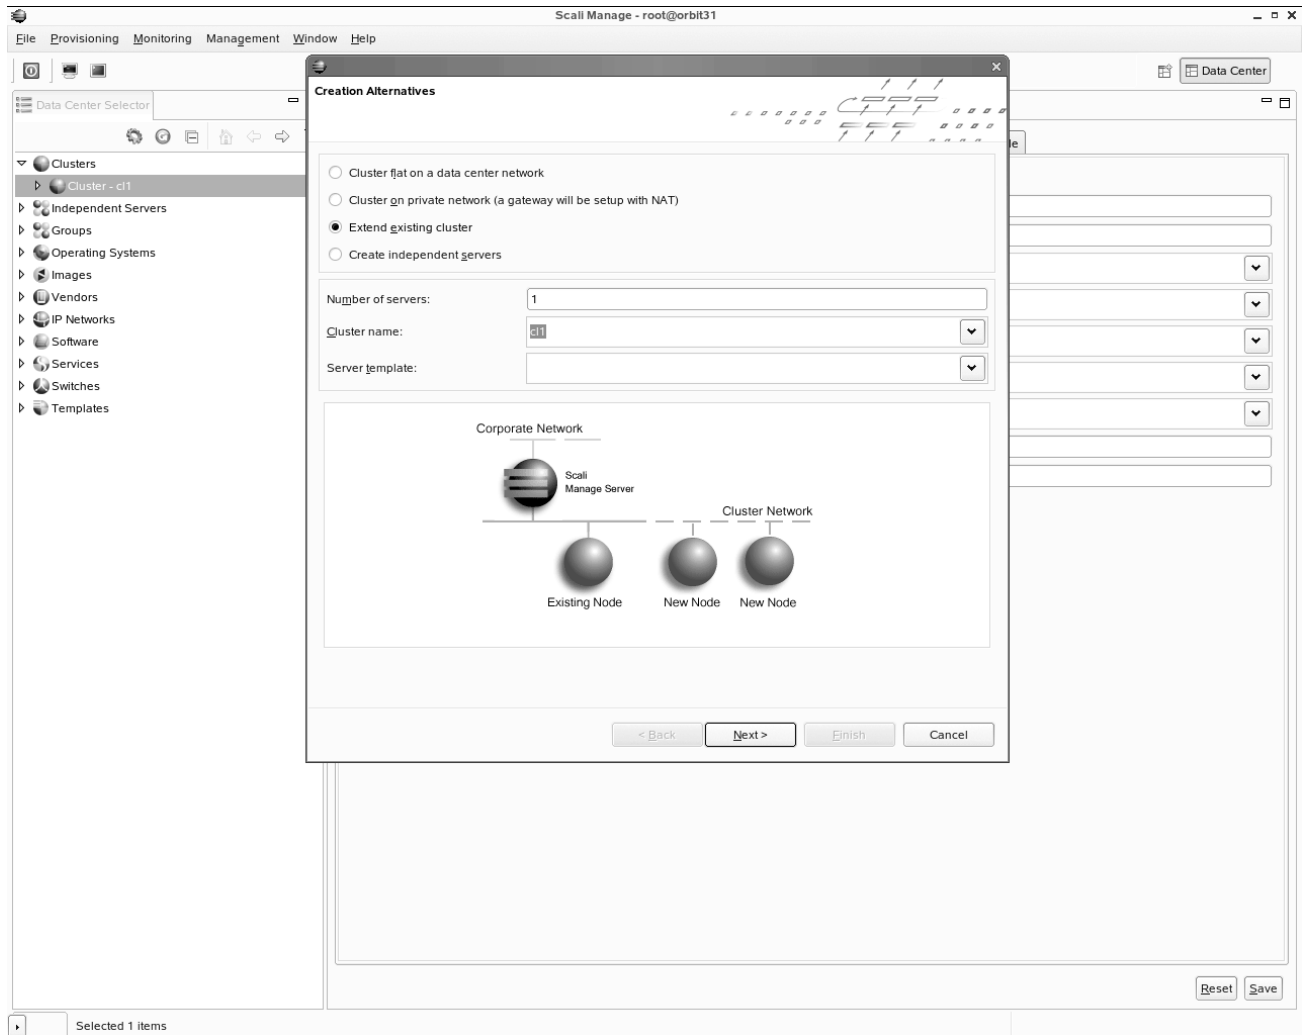 Scali Manage - root@orbit31
File Provisioning Monitoring Management Window Help
Data Center
Data Center Selector
Creation Alternatives
le
Clusters
Cluster - cl1
Independent Servers
Groups
Operating Systems
Images
Vendors
IP Networks
Software
Services
Switches
Templates
Cluster flat on a data center network
Cluster on private network (a gateway will be setup with NAT)
Extend existing cluster
Create independent servers
Number of servers: 1
Cluster name: cl1
Server template:
Corporate Network
Scali
Manage Server
Cluster Network
Existing Node New Node New Node
< Back Next > Finish Cancel
Reset Save
Selected 1 items